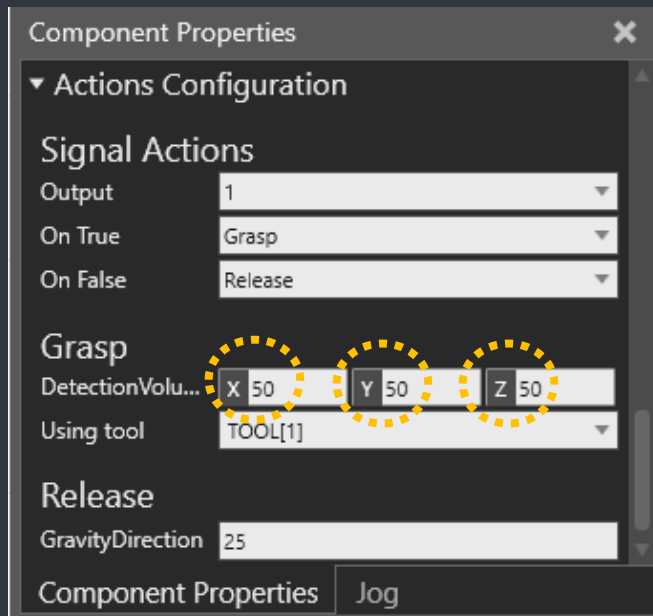 Component Properties
Actions Configuration
Signal Actions
Output 1
On True Grasp
On False Release
Grasp
DetectionVolu... X 50 Y 50 Z 50
Using tool TOOL[1]
Release
GravityDirection 25
Component Properties Jog